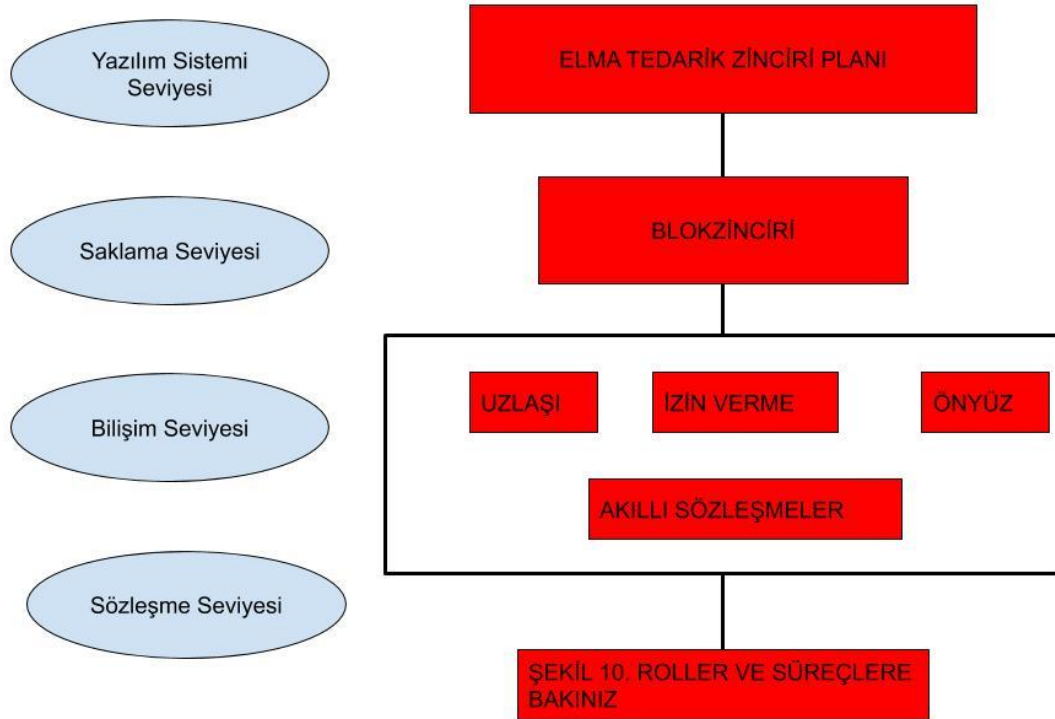 Yazılım Sistemi
Seviyesi
ELMA TEDARİK ZİNCİRİ PLANI
Saklama Seviyesi
BLOKZİNCİRİ
Bilişim Seviyesi
UZLAŞI
İZİN VERME
ÖNYÜZ
AKILLI SÖZLEŞMELER
Sözleşme Seviyesi
ŞEKİL 10. ROLLER VE SÜREÇLERE
BAKINIZ